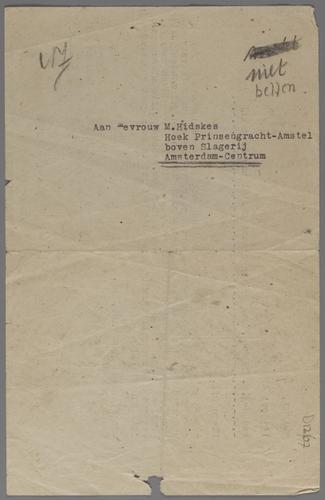 niet
bellen.
Aan Mevrouw M.Hidskes
Hoek Prinsengracht-Amstel
boven Slagerij
Amsterdam-Centrum